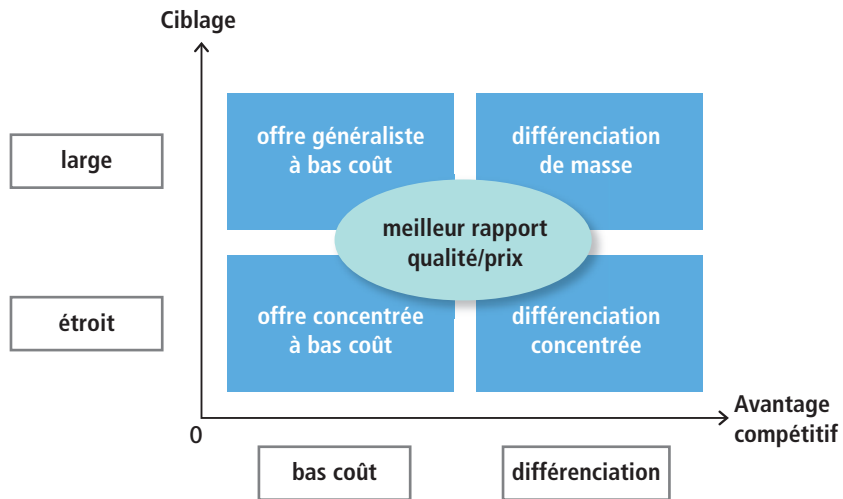 Ciblage
large
offre généraliste
à bas coût
différenciation
de masse
meilleur rapport
qualité/prix
étroit
offre concentrée
à bas coût
différenciation
concentrée
0
Avantage
compétitif
bas coût
différenciation